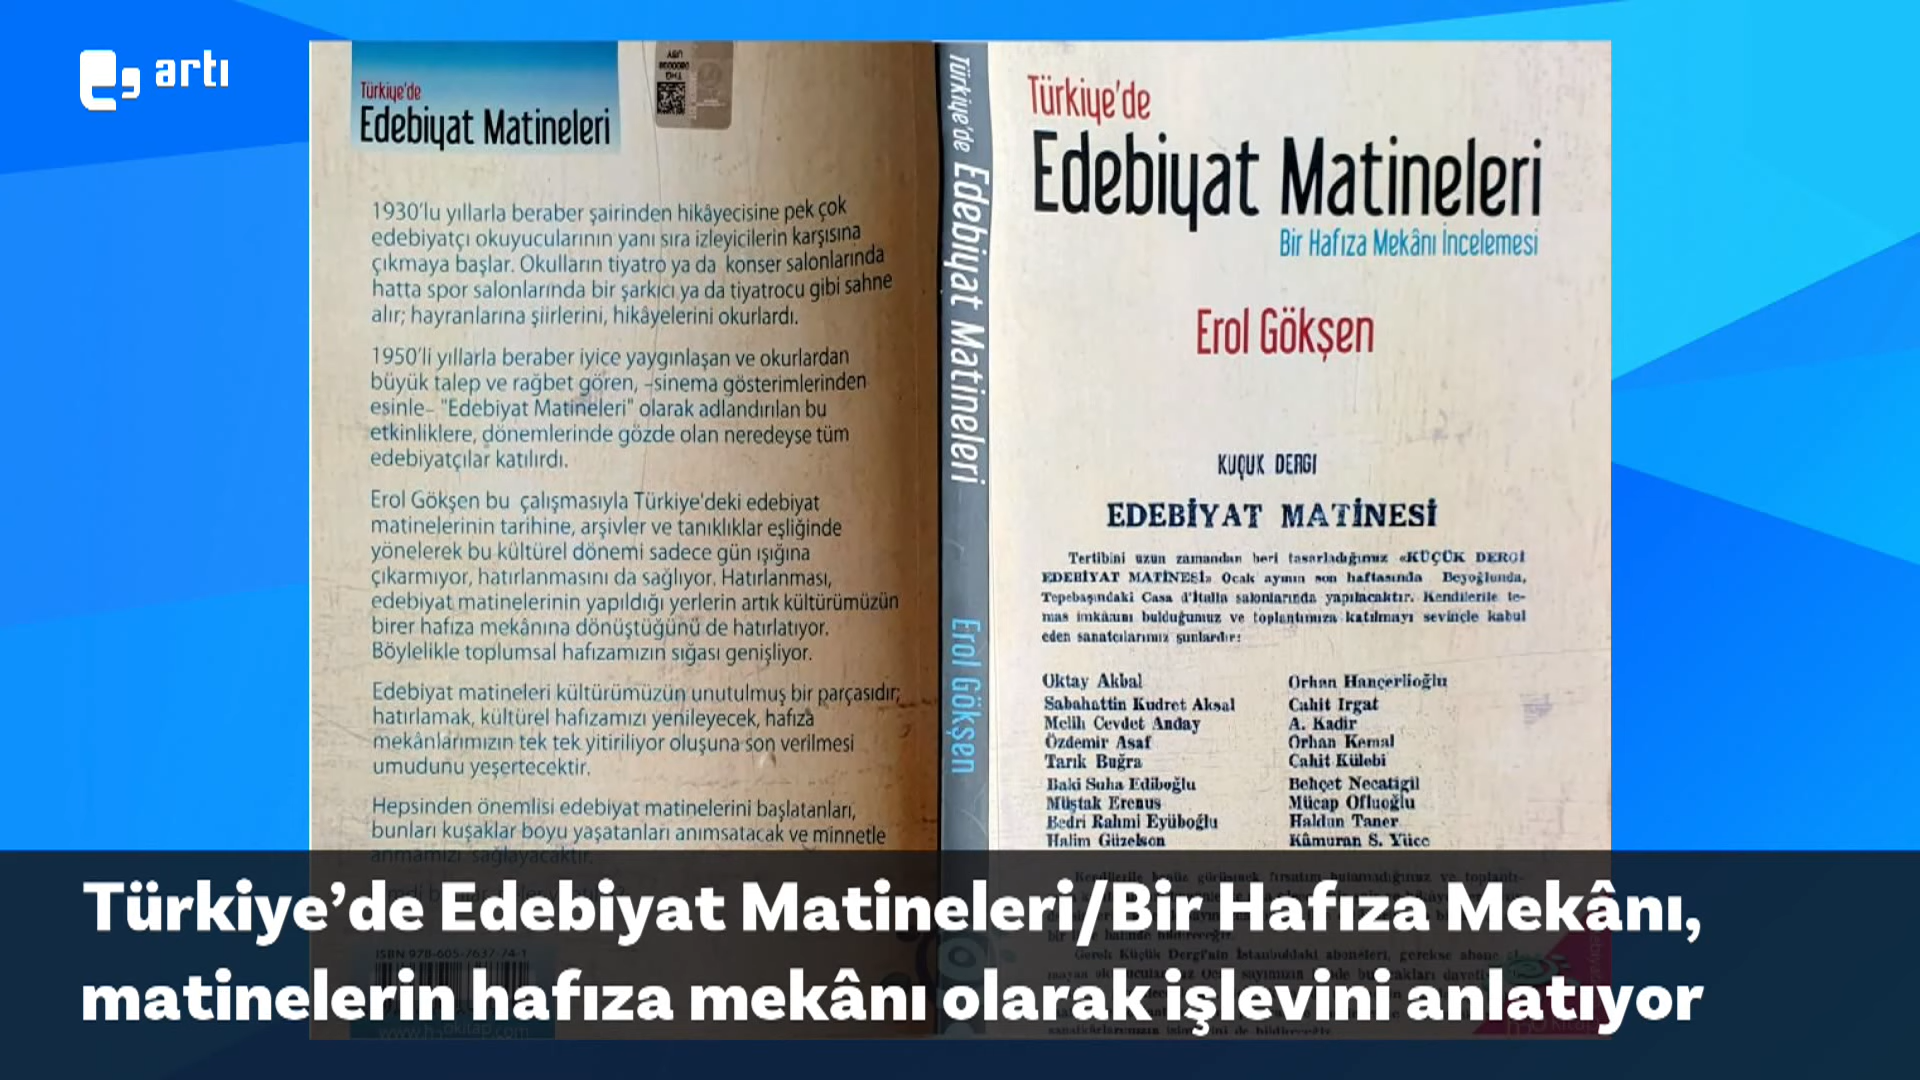 artı
Türkiye'de
Edebiyat Matineleri
1930'lu yıllarla beraber şairinden hikâyecisine pek çok
edebiyatçı okuyucularının yanı sıra izleyicilerin karşısına
çıkmaya başlar. Okulların tiyatro ya da konser salonlarında
hatta spor salonlarında bir şarkıcı ya da tiyatrocu gibi sahne
alır; hayranlarına şiirlerini, hikâyelerini okurlardı.
1950'li yıllarla beraber iyice yaygınlaşan ve okurlardan
büyük talep ve rağbet gören, –sinema gösterimlerinden
esinle– "Edebiyat Matineleri" olarak adlandırılan bu
etkinliklere, dönemlerinde gözde olan neredeyse tüm
edebiyatçılar katılırdı.
Erol Gökşen bu çalışmasıyla Türkiye'deki edebiyat
matinelerinin tarihine, arşivler ve tanıklıklar eşliğinde
yönelerek bu kültürel dönemi sadece gün ışığına
çıkarmıyor, hatırlanmasını da sağlıyor. Hatırlanması,
edebiyat matinelerinin yapıldığı yerlerin artık kültürümüzün
birer hafıza mekânına dönüştüğünü de hatırlatıyor.
Böylelikle toplumsal hafızamızın sığası genişliyor.
Edebiyat matineleri kültürümüzün unutulmuş bir parçasıdır;
hatırlamak, kültürel hafızamızı yenileyecek, hafıza
mekânlarımızın tek tek yitiriliyor oluşuna son verilmesi
umudunu yeşertecektir.
Hepsinden önemlisi edebiyat matinelerini başlatanları,
bunları kuşaklar boyu yaşatanları anımsatacak ve minnetle
anmamızı sağlayacaktır.
ISBN 978-605-7637-74-1
Türkiye'de Edebiyat Matineleri
Erol Gökşen
Türkiye'de
Edebiyat Matineleri
Bir Hafıza Mekânı İncelemesi
Erol Gökşen
KUÇUK DERGI
EDEBİYAT MATİNESİ
Tertibini uzun zamandan beri tasarladığımız «KÜÇÜK DERGİ
EDEBİYAT MATİNESİ» Ocak ayının son haftasında Beyoğlunda,
Tepebaşındaki Casa d'İtalia salonlarında yapılacaktır. Kendilerile te-
mas imkânını bulduğumuz ve toplantımıza katılmayı sevinçle kabul
eden sanatcılarımız şunlardır:
Oktay Akbal
Sabahattin Kudret Aksal
Melih Cevdet Anday
Özdemir Asaf
Tarık Buğra
Baki Suha Ediboğlu
Müştak Erenus
Bedri Rahmi Eyüboğlu
Halim Güzelson
Orhan Hançerlioğlu
Cahit Irgat
A. Kadir
Orhan Kemal
Cahit Külebi
Behçet Necatigil
Mücap Ofluoğlu
Haldun Taner
Kâmuran S. Yüce
Türkiye'de Edebiyat Matineleri/Bir Hafıza Mekânı,
matinelerin hafıza mekânı olarak işlevini anlatıyor